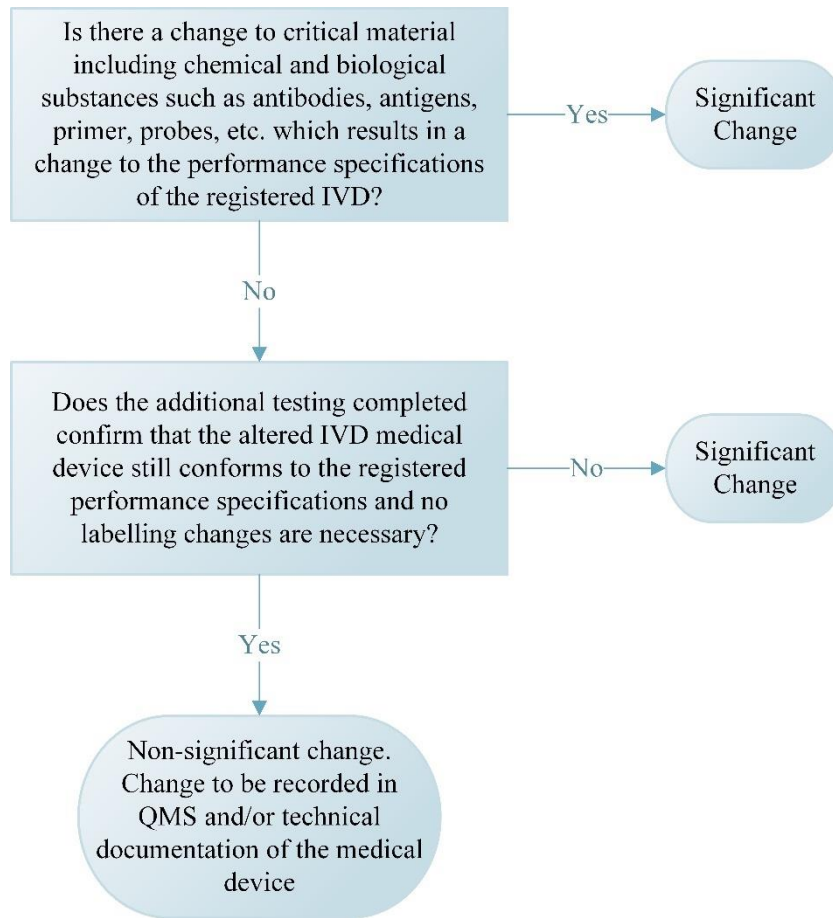 Is there a change to critical material
including chemical and biological
substances such as antibodies, antigens,
primer, probes, etc. which results in a
change to the performance specifications
of the registered IVD?
Yes
Significant
Change
No
Does the additional testing completed
confirm that the altered IVD medical
device still conforms to the registered
performance specifications and no
labelling changes are necessary?
No
Significant
Change
Yes
Non-significant change.
Change to be recorded in
QMS and/or technical
documentation of the medical
device